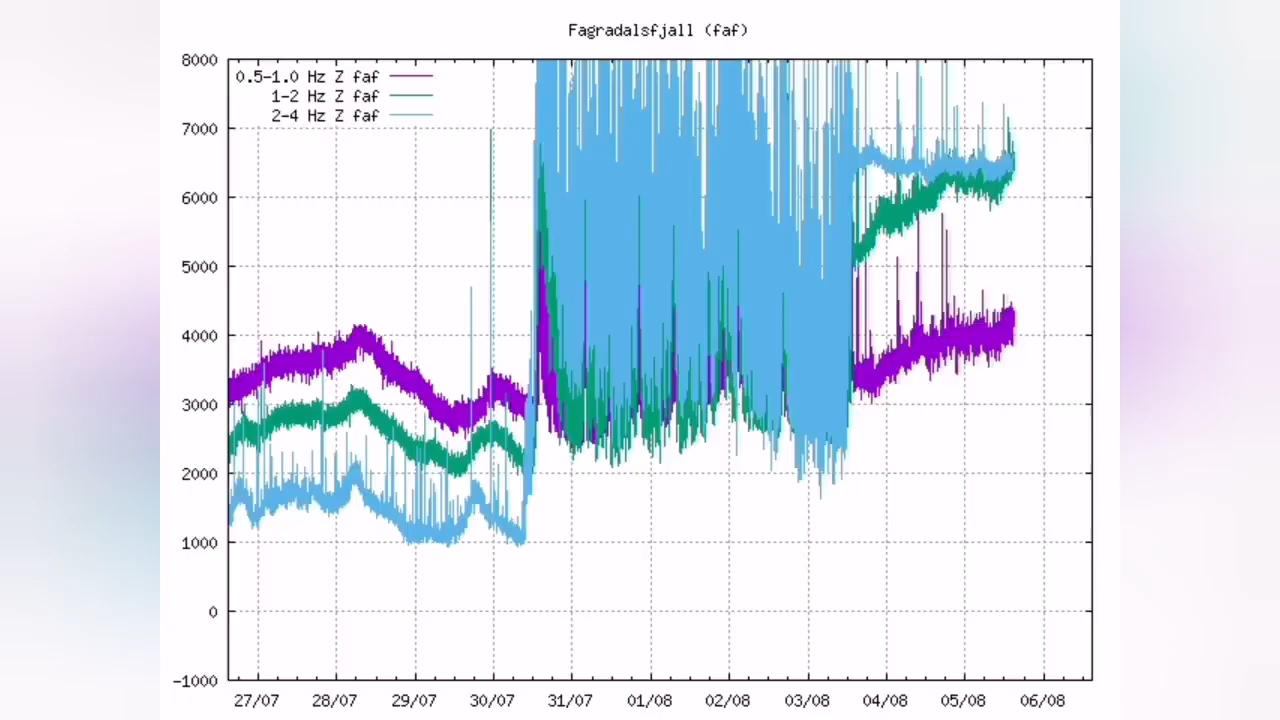 Fagradalsfjall (faf)
8000
0.5-1.0 Hz Z faf
1-2 Hz Z faf
2-4 Hz Z faf
7000
6000
5000
4000
3000
2000
1000
0
-1000
27/07 28/07 29/07 30/07 31/07 01/08 02/08 03/08 04/08 05/08 06/08